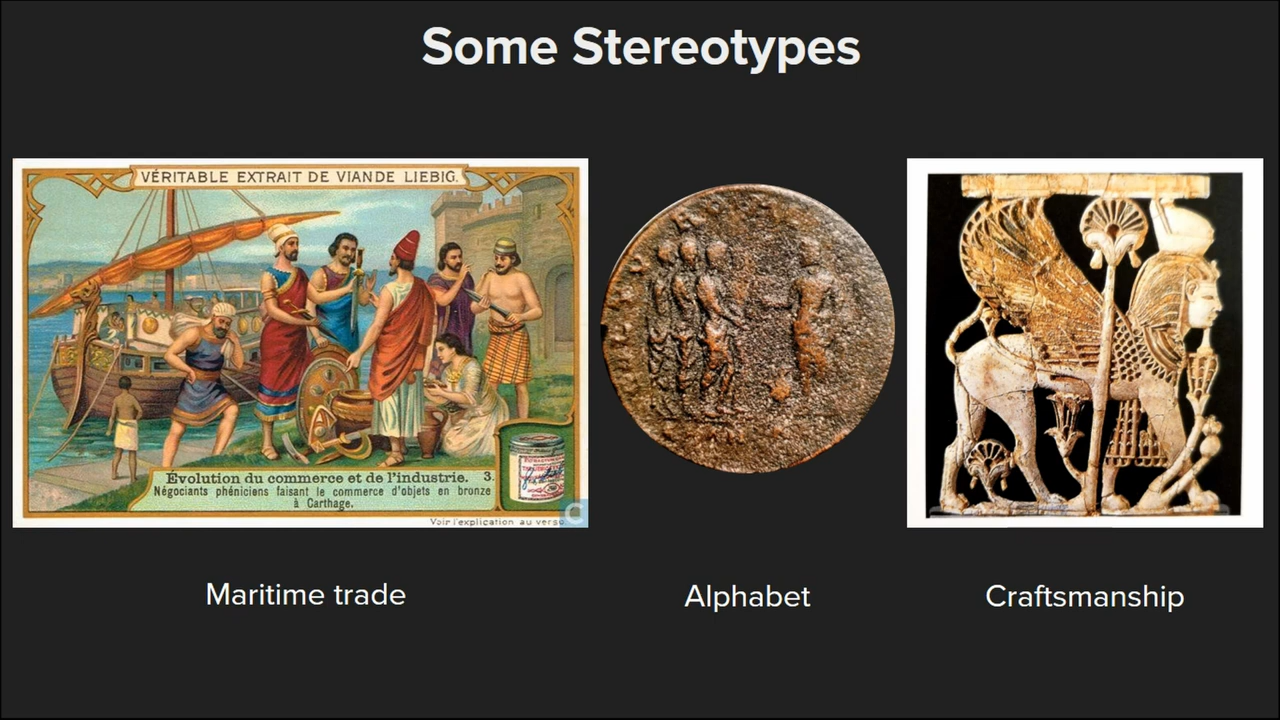 Some Stereotypes
VÉRITABLE EXTRAIT DE VIANDE LIEBIG.
Évolution du commerce et de l'industrie. 3.
Négociants phéniciens faisant le commerce d'objets en bronze
à Carthage.
Voir l'explication au verso
C
Maritime trade
Alphabet
Craftsmanship